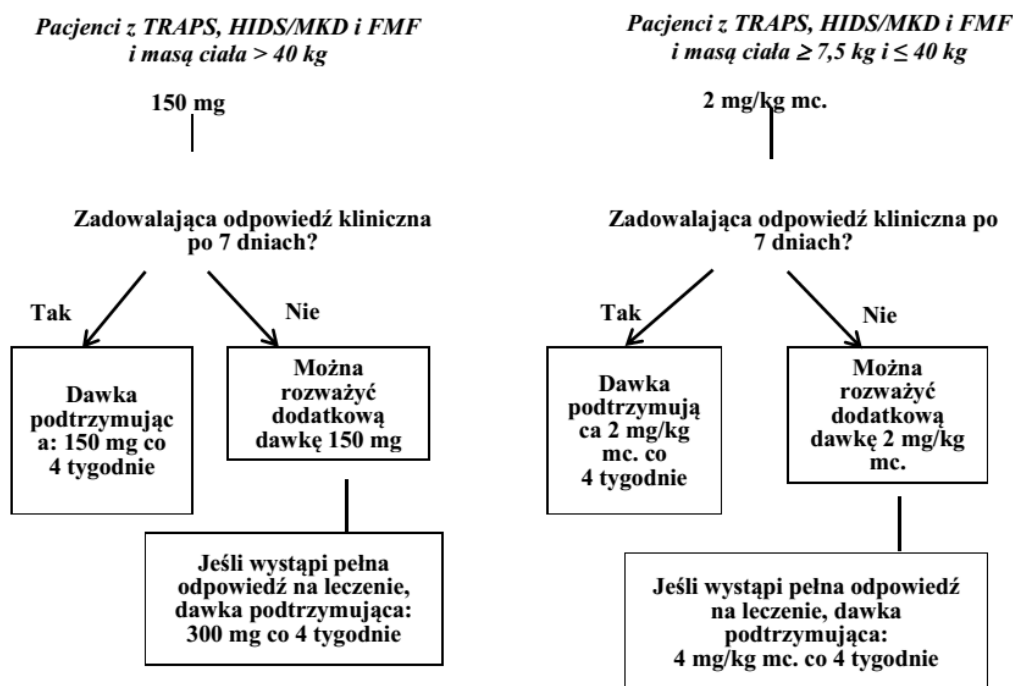 Pacjenci z TRAPS, HIDS/MKD i FMF
i masą ciała > 40 kg
150 mg
Zadowalająca odpowiedź kliniczna
po 7 dniach?
Tak
Nie
Dawka
podtrzymując
a: 150 mg co
4 tygodnie
Można
rozważyć
dodatkową
dawkę 150 mg
Jeśli wystąpi pełna
odpowiedź na leczenie,
dawka podtrzymująca:
300 mg co 4 tygodnie
Pacjenci z TRAPS, HIDS/MKD i FMF
i masą ciała ≥ 7,5 kg i ≤ 40 kg
2 mg/kg mc.
Zadowalająca odpowiedź kliniczna po
7 dniach?
Tak
Nie
Dawka
podtrzymują
ca 2 mg/kg
mc. co
4 tygodnie
Można
rozważyć
dodatkową
dawkę 2 mg/kg
mc.
Jeśli wystąpi pełna odpowiedź
na leczenie, dawka
podtrzymująca:
4 mg/kg mc. co 4 tygodnie